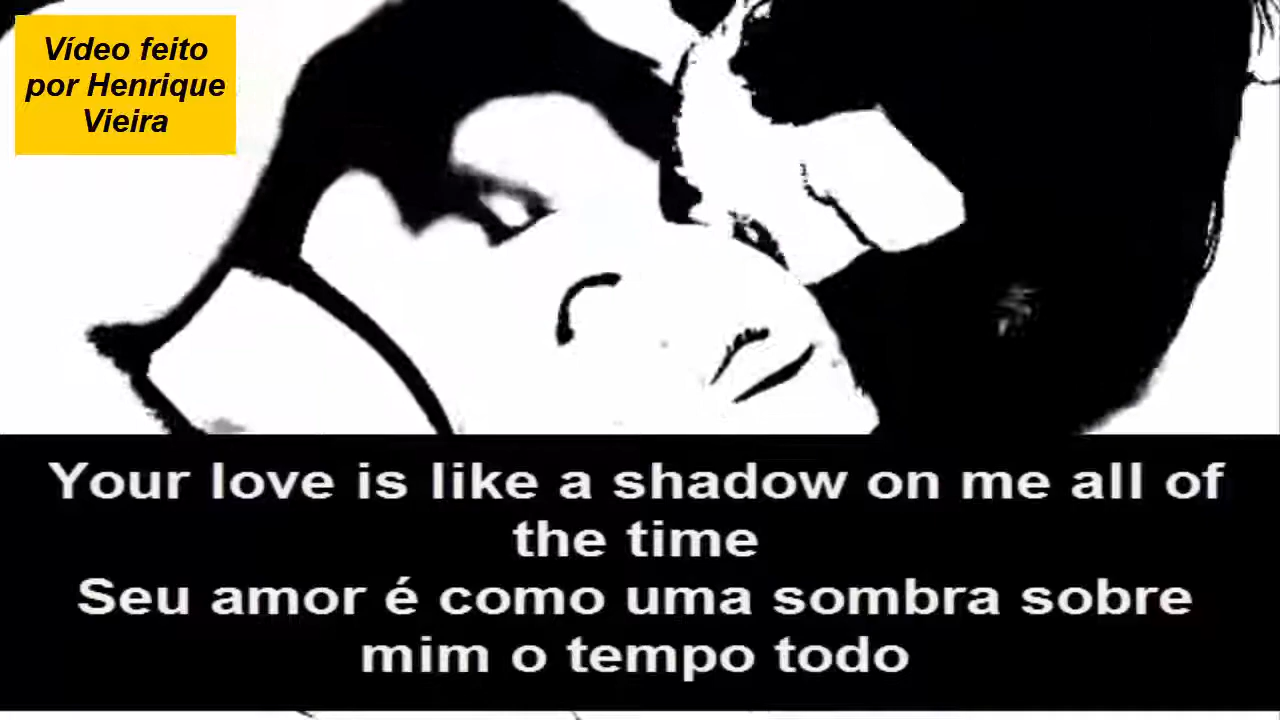 Vídeo feito
por Henrique
Vieira
Your love is like a shadow on me all of
the time
Seu amor é como uma sombra sobre
mim o tempo todo